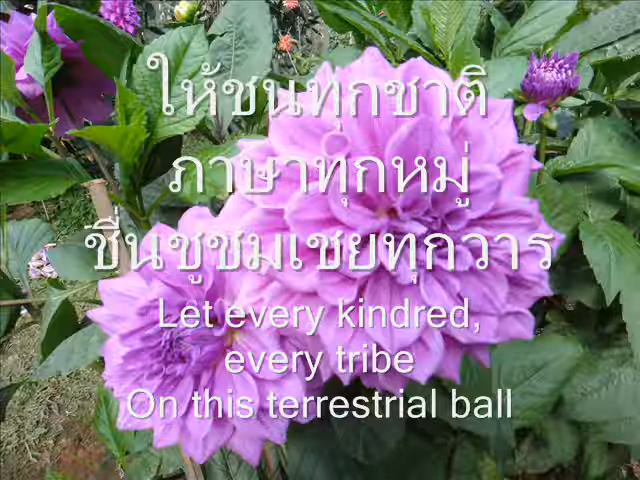 ให้ชนทุกชาติ
ภาษาทุกหมู่
ชื่นชูชมเชยทุกวาร
Let every kindred,
every tribe
On this terrestrial ball